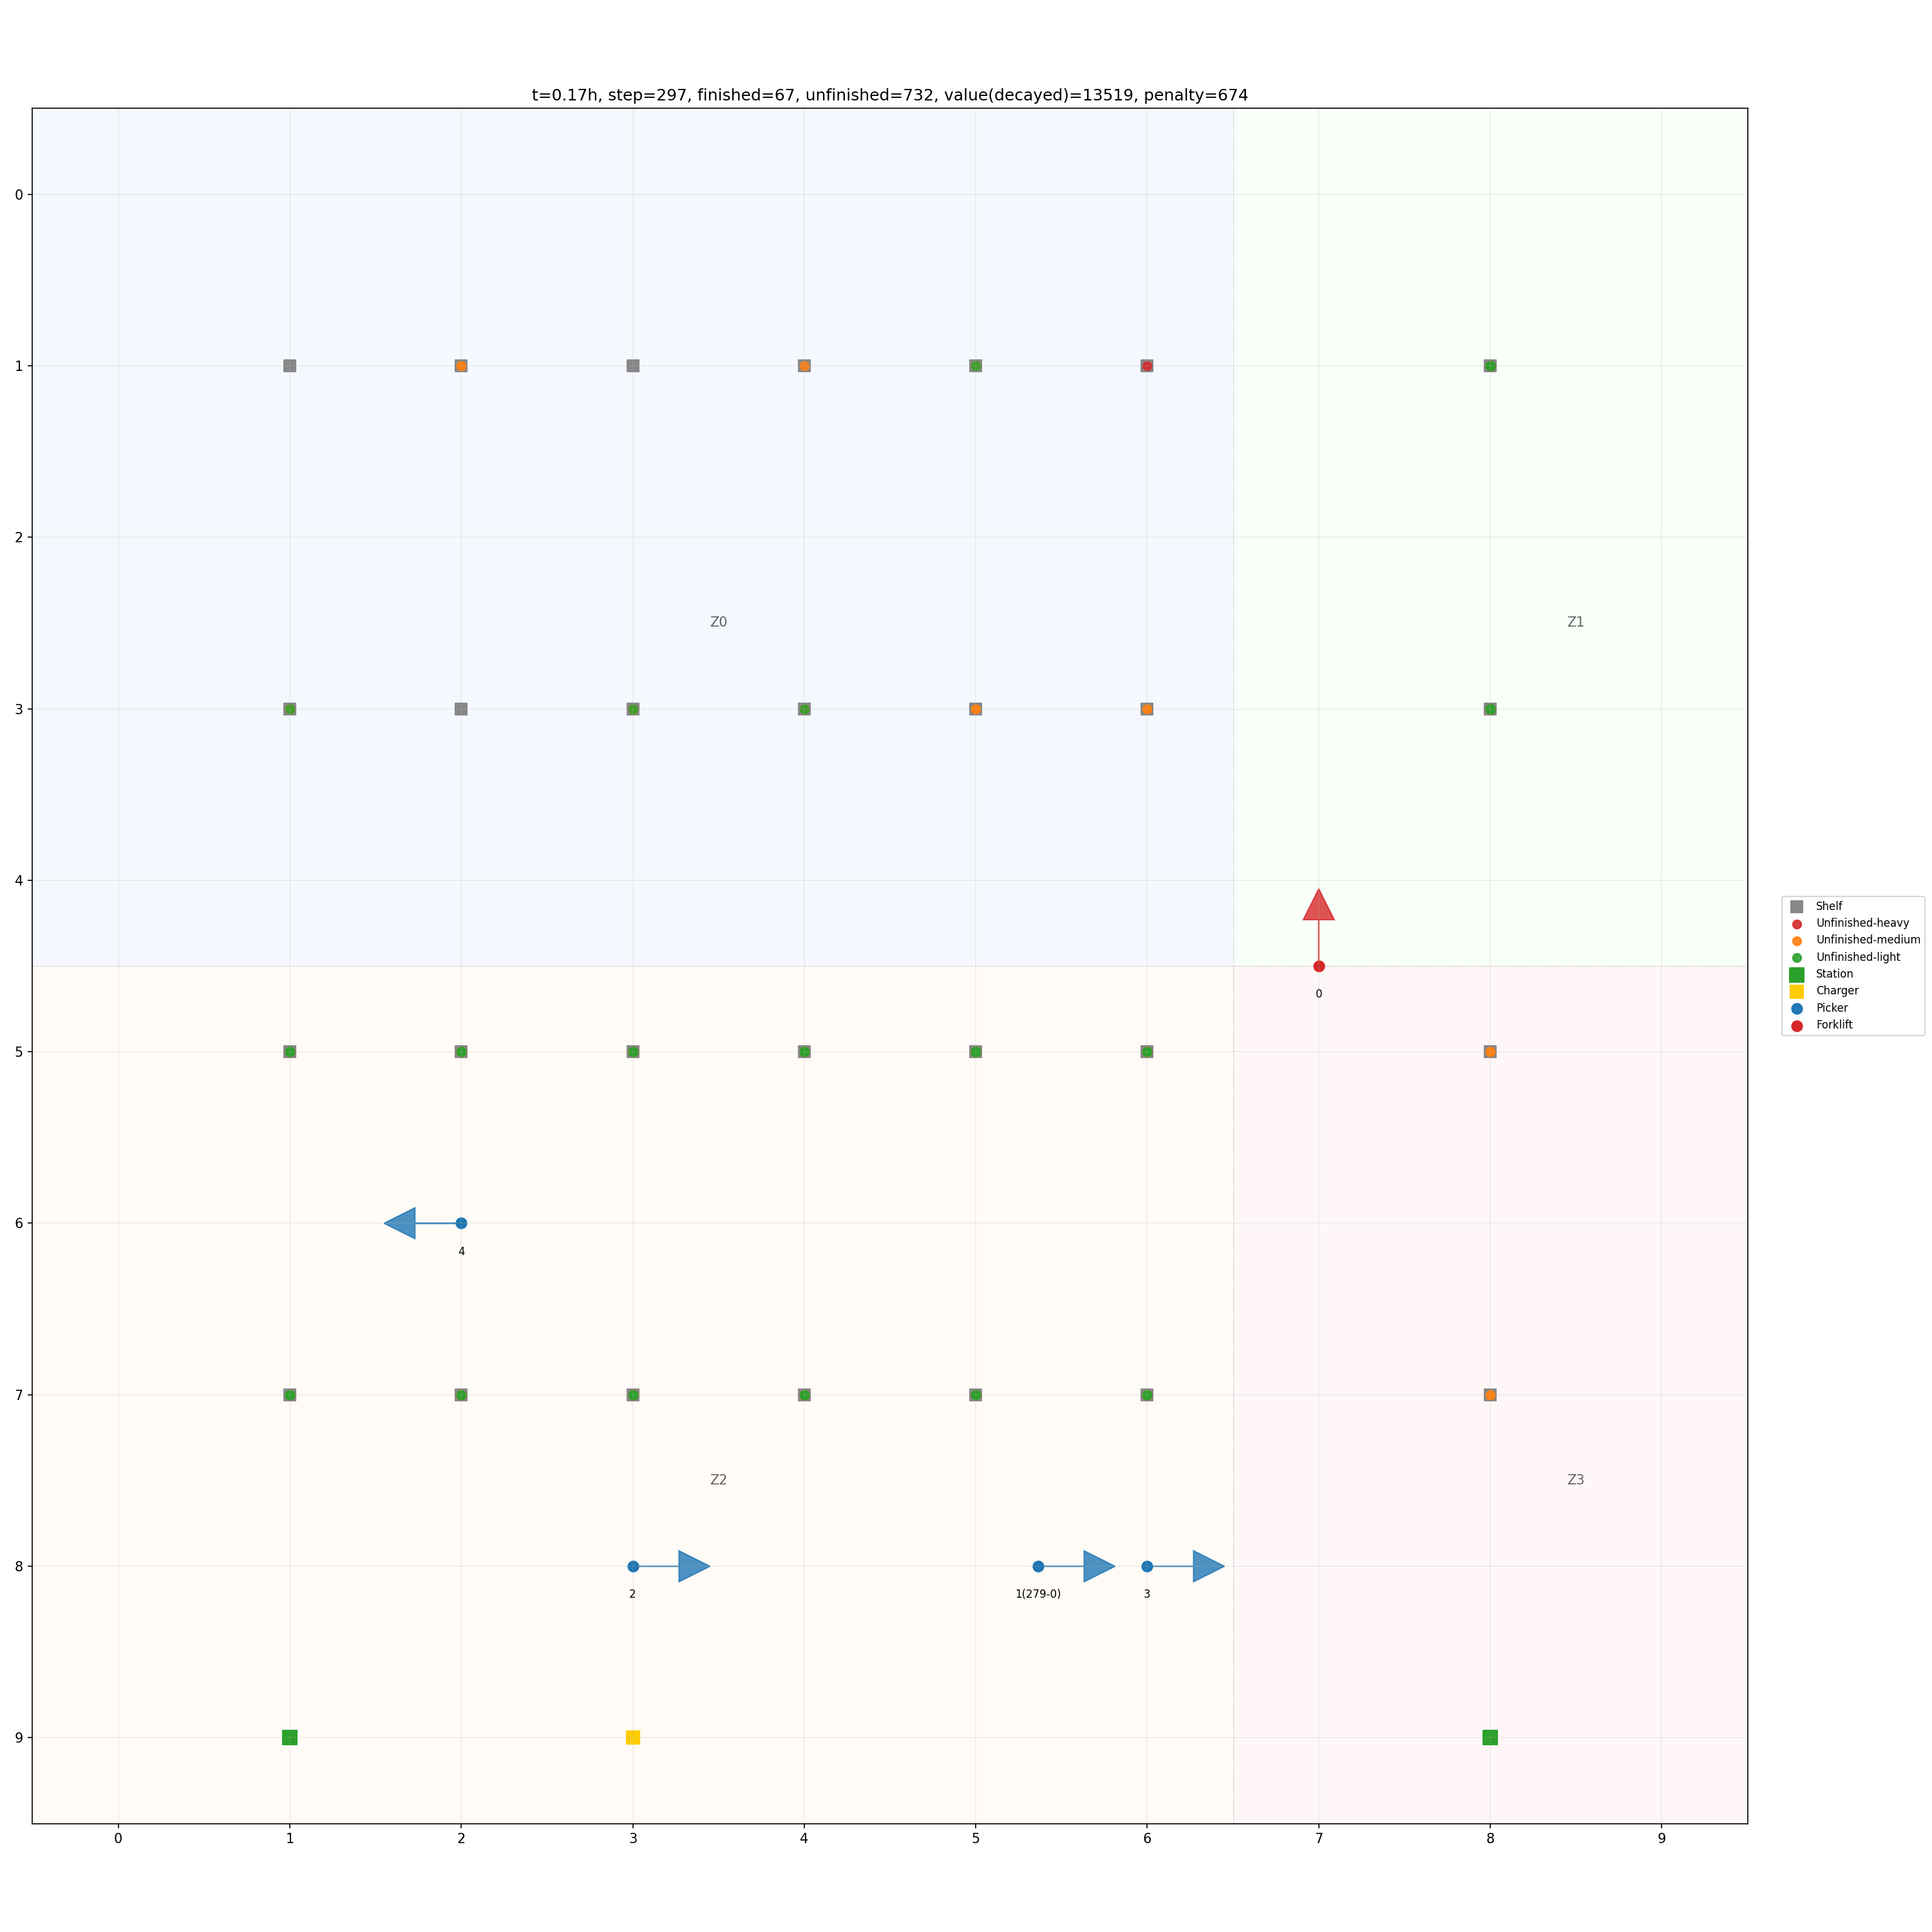 t=0.17h, step=297, finished=67, unfinished=732, value(decayed)=13519, penalty=674
0
1
2
Z0
Z1
3
4
0
Shelf
Unfinished-heavy
Unfinished-medium
Unfinished-light
Station
Charger
Picker
Forklift
5
6
4
7
Z2
Z3
8
2
1(279-0)
3
9
0
1
2
3
4
5
6
7
8
9